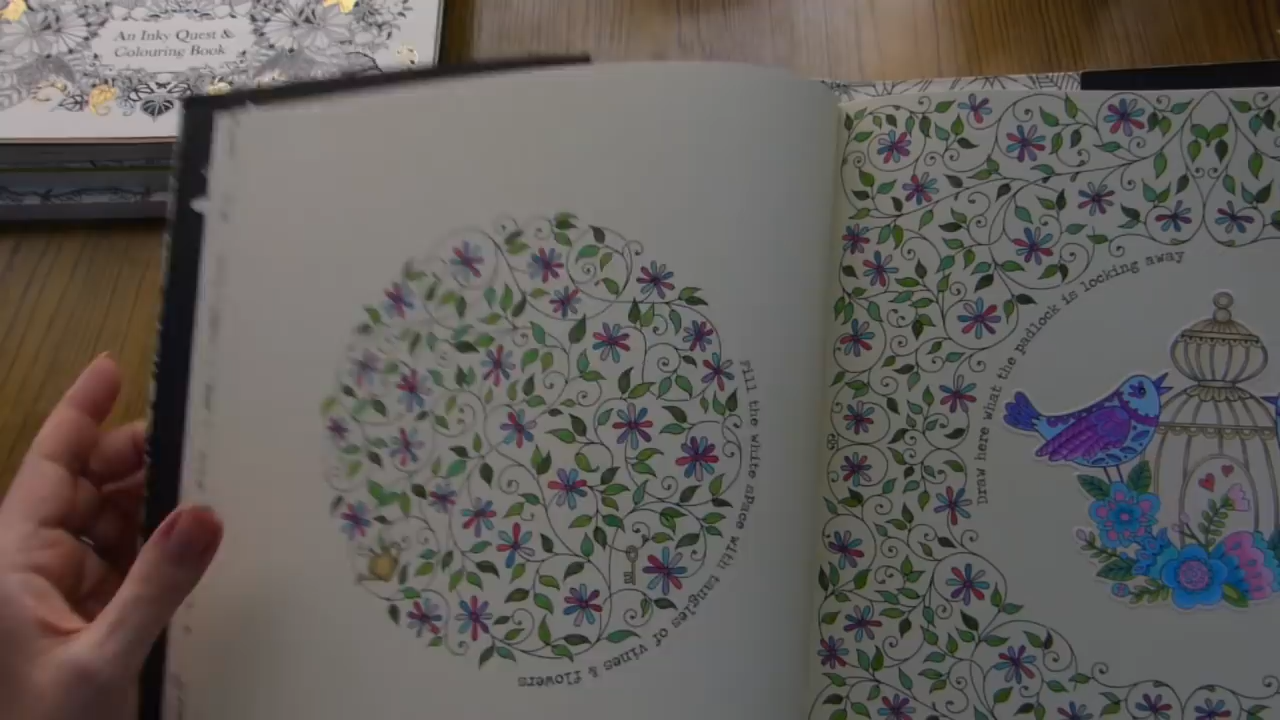 An Inky Quest &
Colouring Book
Fill the white space with tangles of vines & flowers
Draw here what the padlock is locking away